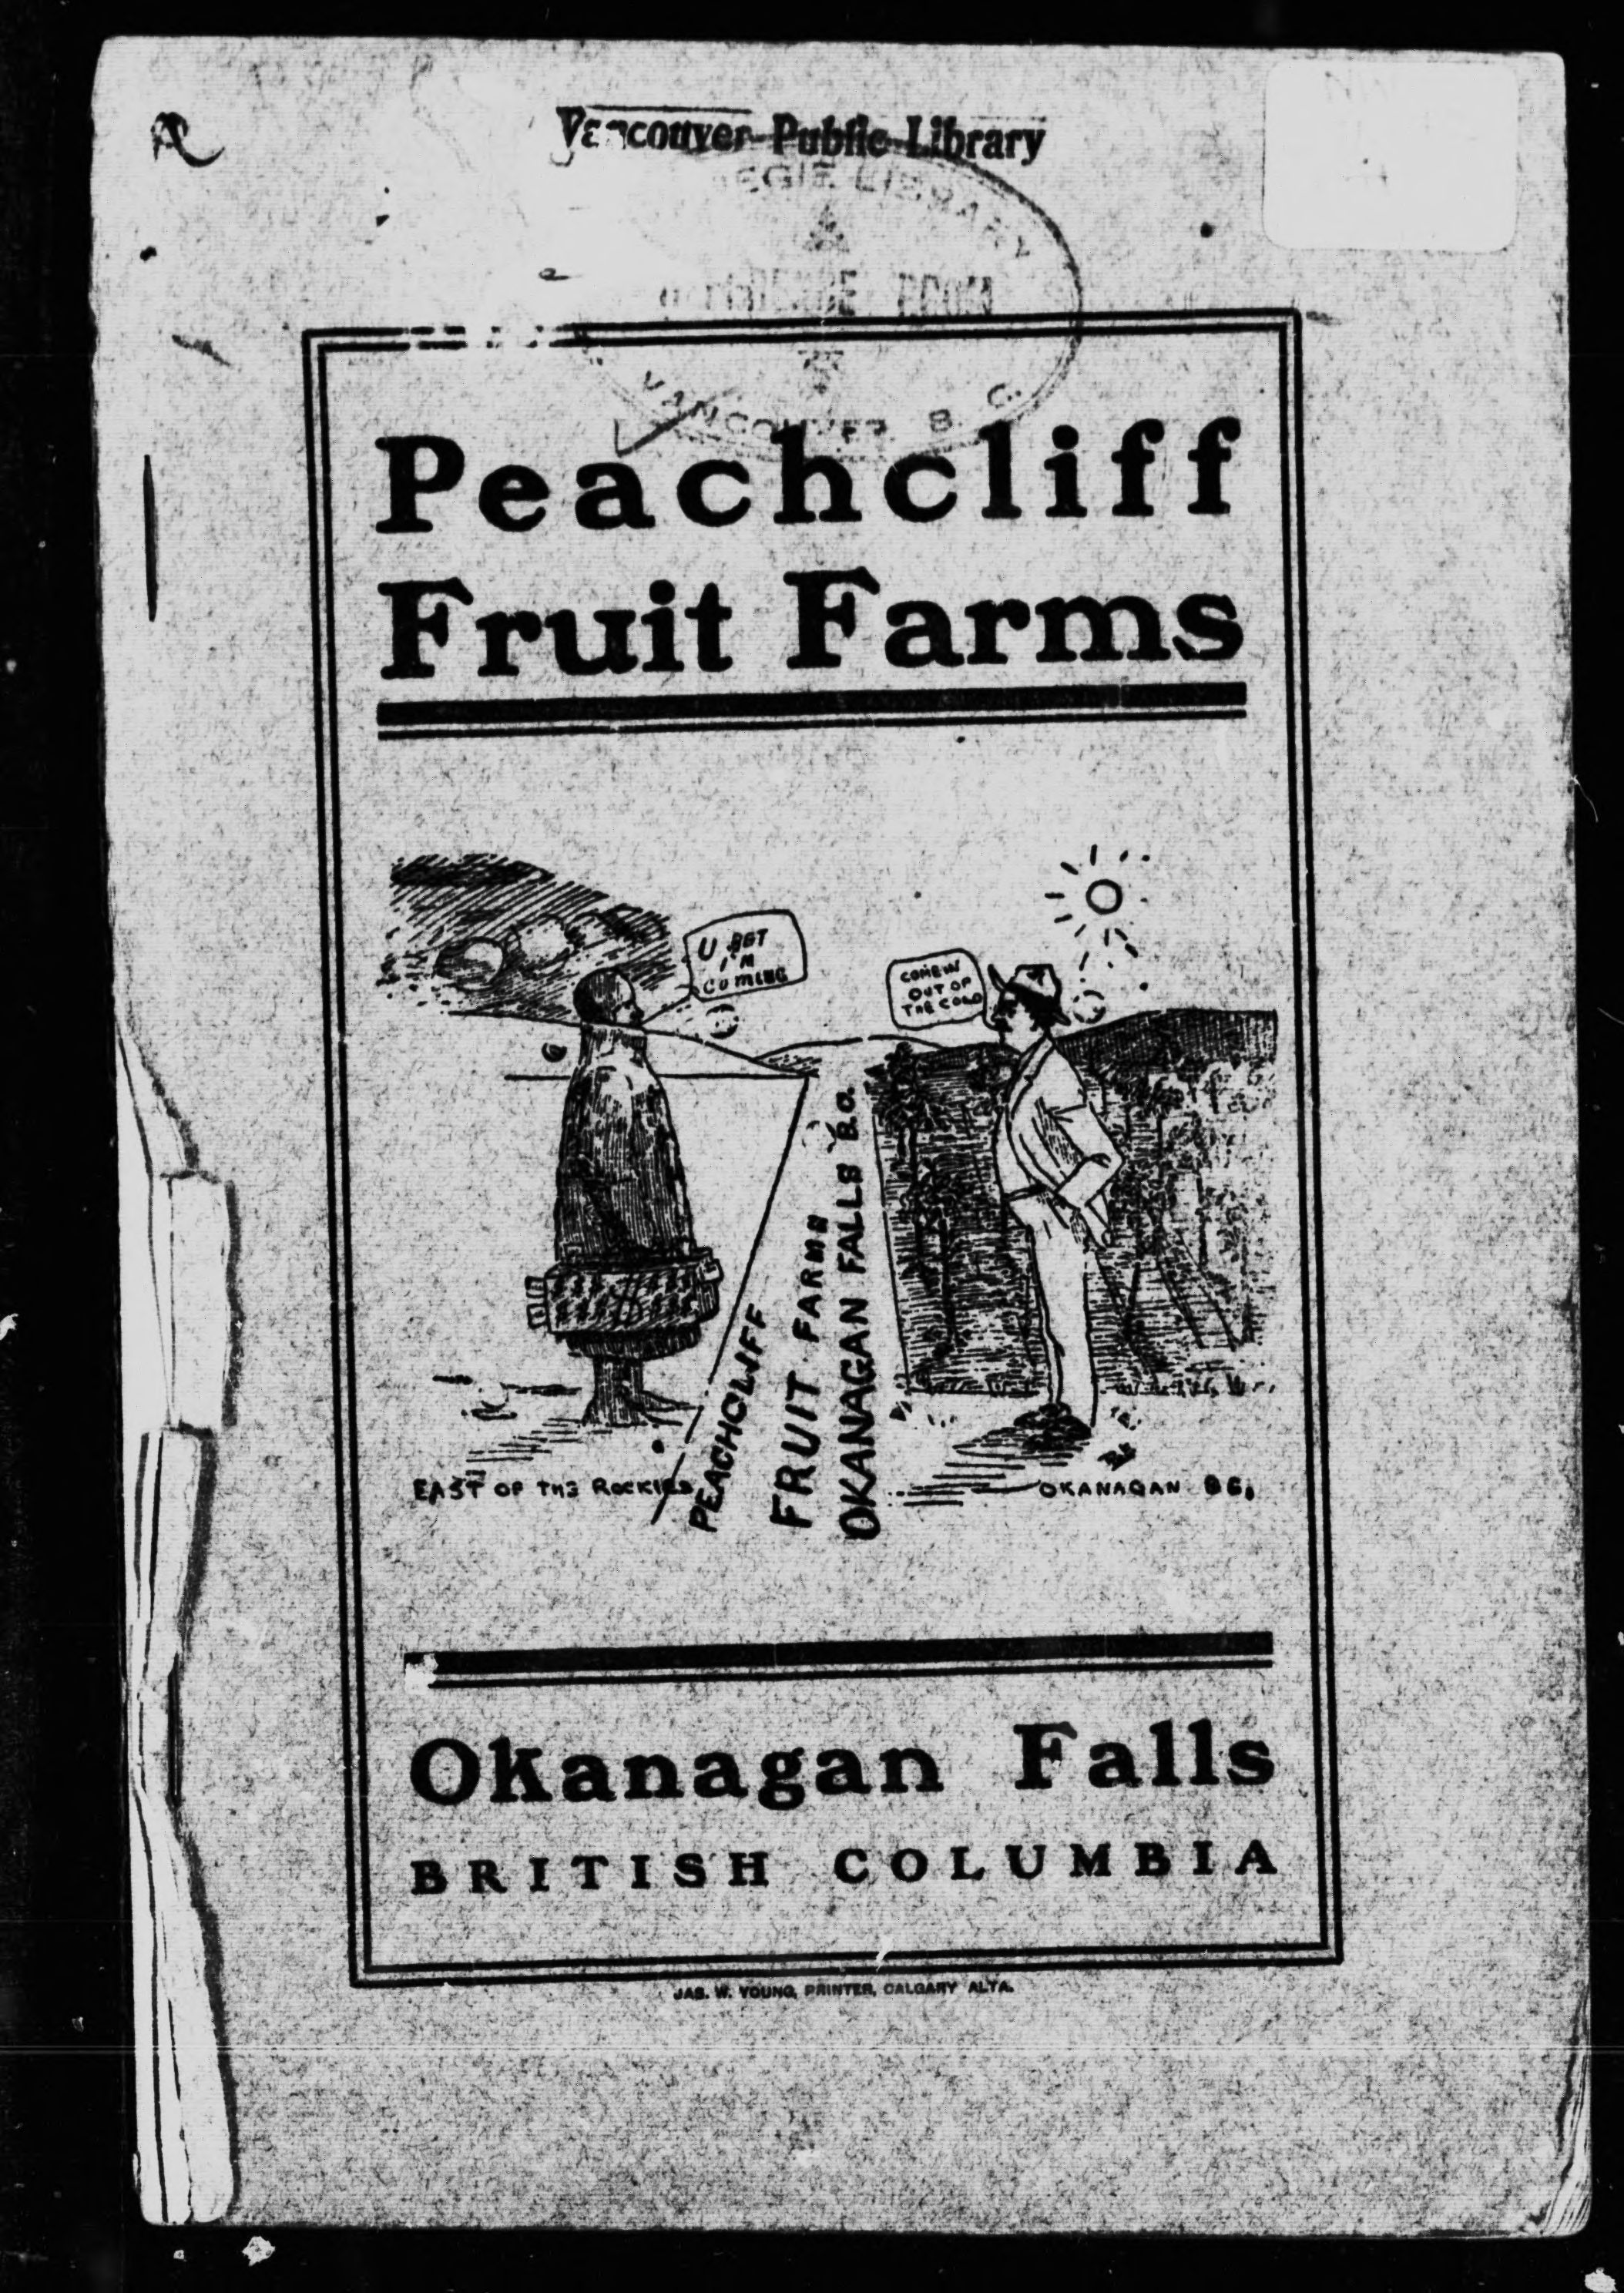 Vancouver Public Library
LIBRARY
VANCOUVER B. C.
Peachcliff
Fruit Farms
U BET
I'M
COMING
COME IN
OUT OF
THE COLD
PEACHCLIFF
FRUIT FARMS
OKANAGAN FALLS B.C.
EAST OF THE ROCKIES
OKANAGAN B.C.
Okanagan Falls
BRITISH COLUMBIA
JAS. W. YOUNG, PRINTER, CALGARY ALTA.